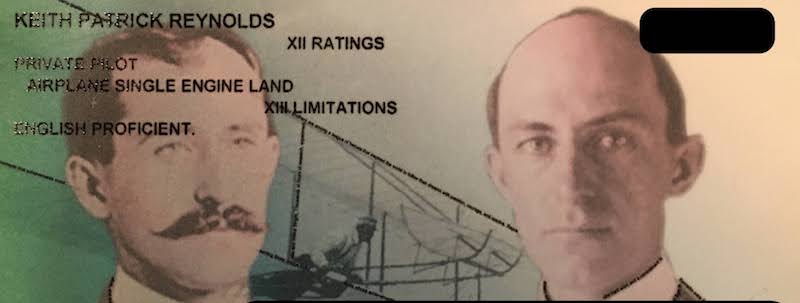 KEITH PATRICK REYNOLDS
XII RATINGS
PRIVATE PILOT
AIRPLANE SINGLE ENGINE LAND
XIII LIMITATIONS
ENGLISH PROFICIENT.